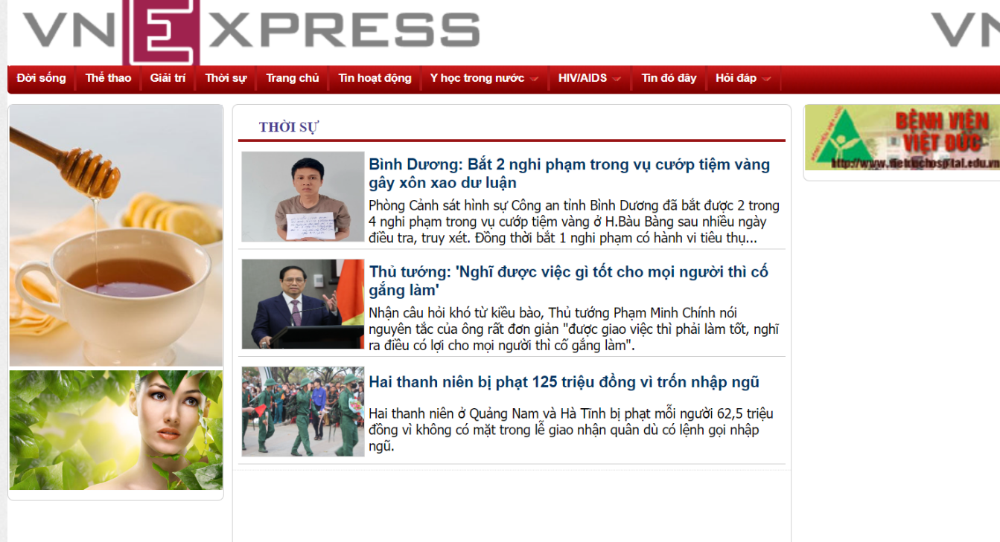 VNEXPRESS
VN
Đời sống Thể thao Giải trí Thời sự Trang chủ Tin hoạt động Y học trong nước HIV/AIDS Tin đó đây Hỏi đáp
THỜI SỰ
BỆNH VIỆN
VIỆT ĐỨC
Bình Dương: Bắt 2 nghi phạm trong vụ cướp tiệm vàng
gây xôn xao dư luận
Phòng Cảnh sát hình sự Công an tỉnh Bình Dương đã bắt được 2 trong
4 nghi phạm trong vụ cướp tiệm vàng ở H.Bàu Bàng sau nhiều ngày
điều tra, truy xét. Đồng thời bắt 1 nghi phạm có hành vi tiêu thụ...
Thủ tướng: 'Nghĩ được việc gì tốt cho mọi người thì cố
gắng làm'
Nhận câu hỏi khó từ kiều bào, Thủ tướng Phạm Minh Chính nói
nguyên tắc của ông rất đơn giản "được giao việc thì phải làm tốt, nghĩ
ra điều có lợi cho mọi người thì cố gắng làm".
Hai thanh niên bị phạt 125 triệu đồng vì trốn nhập ngũ
Hai thanh niên ở Quảng Nam và Hà Tĩnh bị phạt mỗi người 62,5 triệu
đồng vì không có mặt trong lễ giao nhận quân dù có lệnh gọi nhập
ngũ.